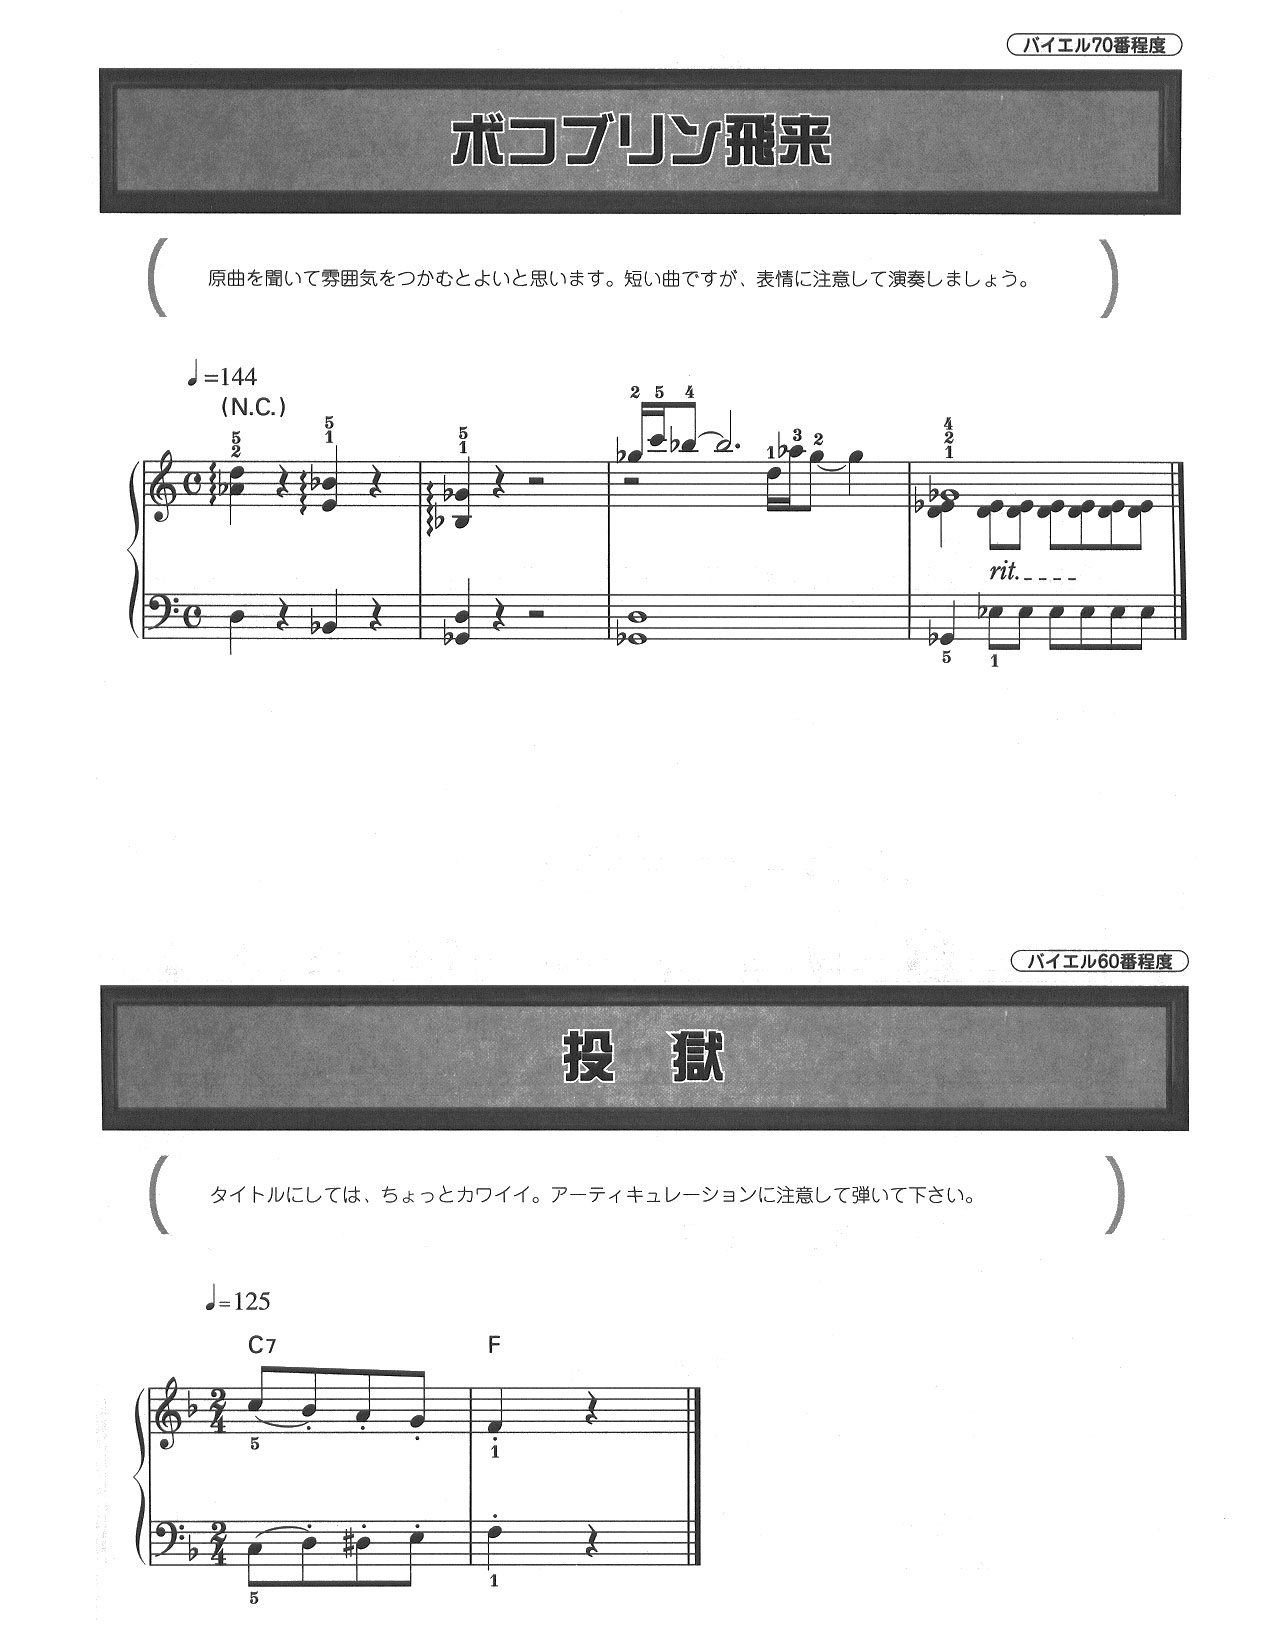 バイエル70番程度
ボコブリン飛来
原曲を聞いて雰囲気をつかむとよいと思います。短い曲ですが、表情に注意して演奏しましょう。
♩=144
(N.C.)
5 5 5 2 5 4 4
2 1 1 1 3 2 2
1
rit.
5 1
バイエル60番程度
投 獄
タイトルにしては、ちょっとカワイイ。アーティキュレーションに注意して弾いて下さい。
♩=125
C7 F
2
4
5 1
2
4
5 1